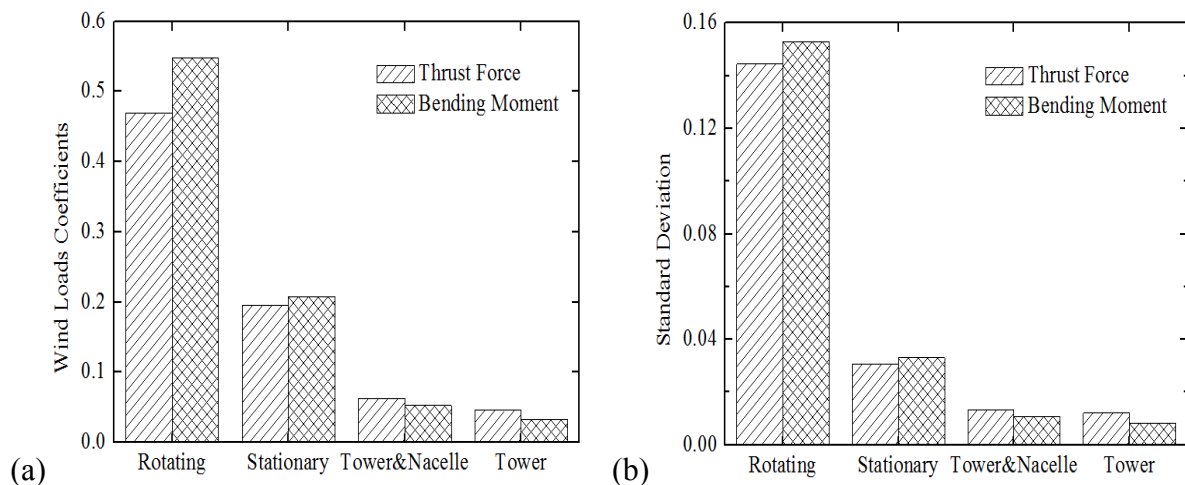 0.6
0.5
0.4
0.3
0.2
0.1
0.0
Wind Loads Coefficients
Thrust Force
Bending Moment
Rotating Stationary Tower&Nacelle Tower
(a)
0.16
0.12
0.08
0.04
0.00
Standard Deviation
Thrust Force
Bending Moment
Rotating Stationary Tower&Nacelle Tower
(b)